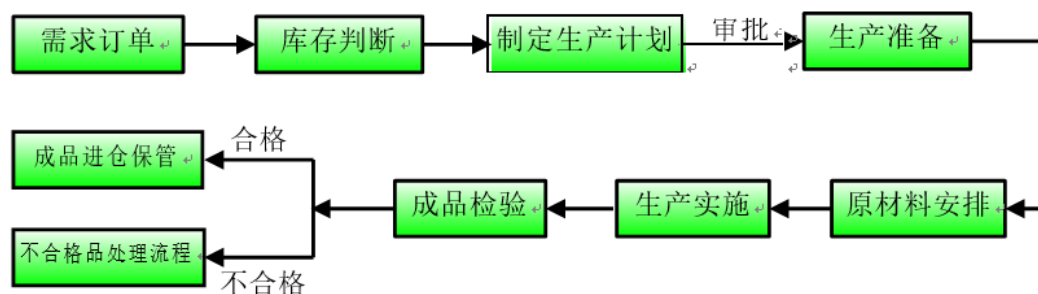 需求订单
库存判断
制定生产计划
审批
生产准备
原材料安排
生产实施
成品检验
合格
成品进仓保管
不合格
不合格品处理流程